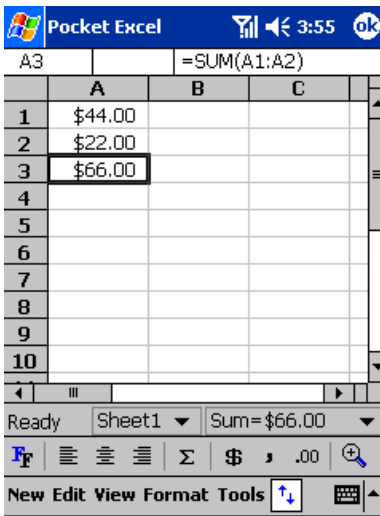 Pocket Excel 3:55 ok
A3 =SUM(A1:A2)
A B C
1 $44.00
2 $22.00
3 $66.00
4
5
6
7
8
9
10
Ready Sheet1 Sum=$66.00
FF Σ $ , .00
New Edit View Format Tools